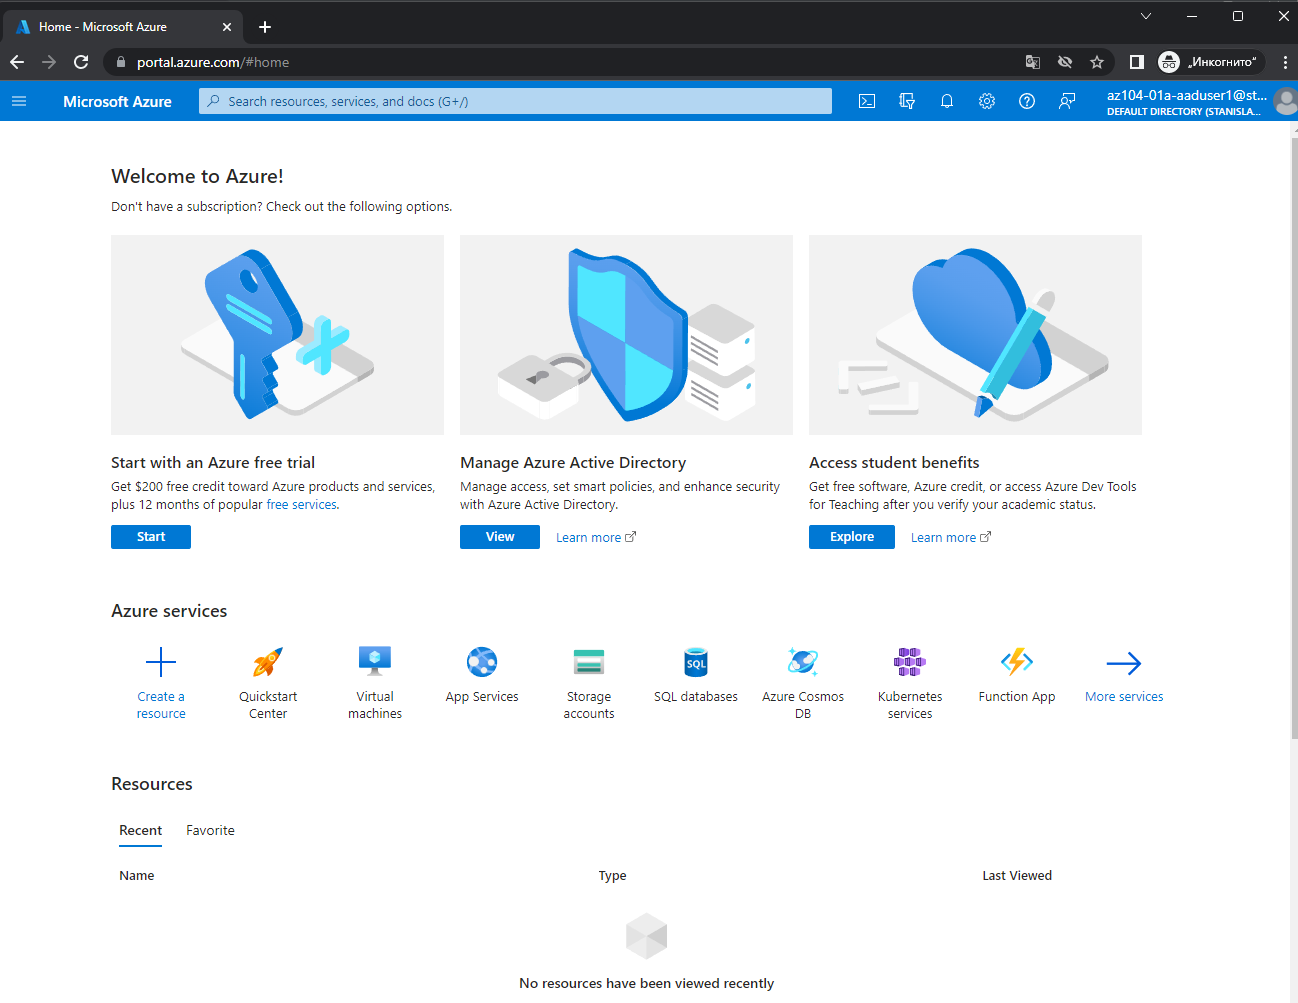 Home - Microsoft Azure
portal.azure.com/#home
„Инкогнито“
Microsoft Azure
Search resources, services, and docs (G+/)
az104-01a-aaduser1@st...
DEFAULT DIRECTORY (STANISLA...
Welcome to Azure!
Don't have a subscription? Check out the following options.
Start with an Azure free trial
Get $200 free credit toward Azure products and services,
plus 12 months of popular free services.
Start
Manage Azure Active Directory
Manage access, set smart policies, and enhance security
with Azure Active Directory.
View Learn more
Access student benefits
Get free software, Azure credit, or access Azure Dev Tools
for Teaching after you verify your academic status.
Explore Learn more
Azure services
Create a
resource
Quickstart
Center
Virtual
machines
App Services
Storage
accounts
SQL
SQL databases
Azure Cosmos
DB
Kubernetes
services
Function App
More services
Resources
Recent Favorite
Name Type Last Viewed
No resources have been viewed recently